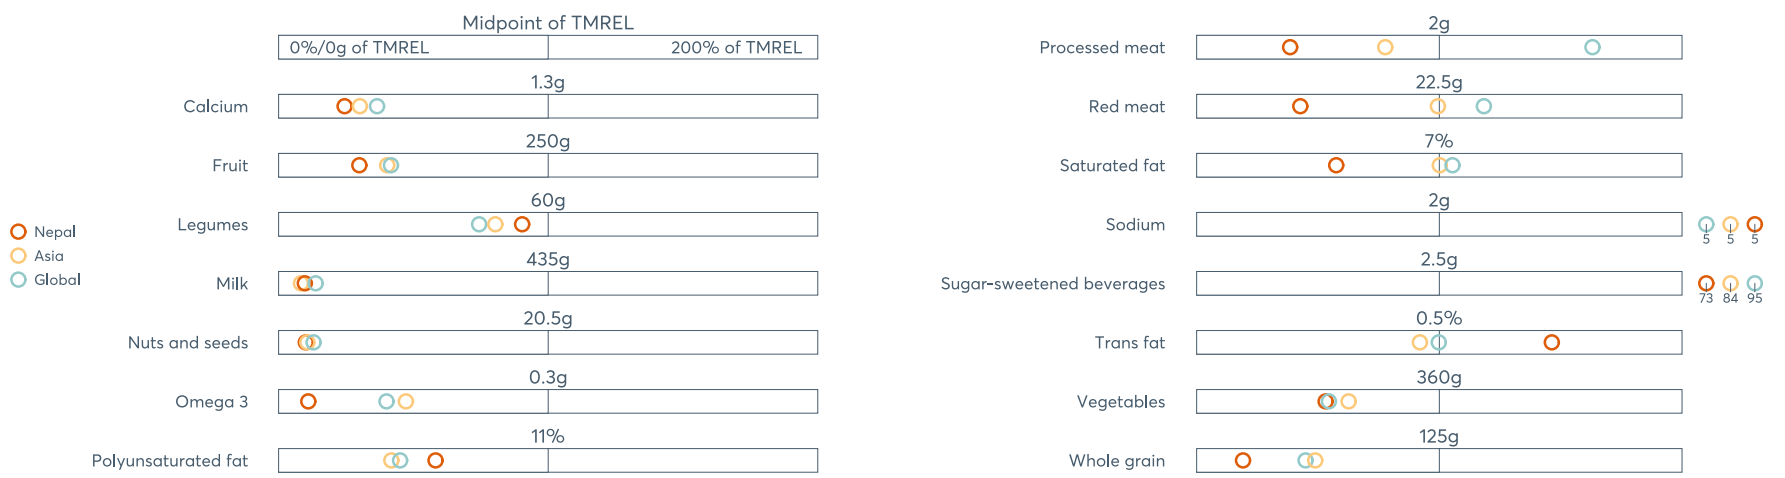 Midpoint of TMREL
0%/0g of TMREL 200% of TMREL
1.3g
Calcium
250g
Fruit
60g
Legumes
435g
Milk
20.5g
Nuts and seeds
0.3g
Omega 3
11%
Polyunsaturated fat
Nepal
Asia
Global
2g
Processed meat
22.5g
Red meat
7%
Saturated fat
2g
Sodium
5 5 5
2.5g
Sugar-sweetened beverages
73 84 95
0.5%
Trans fat
360g
Vegetables
125g
Whole grain